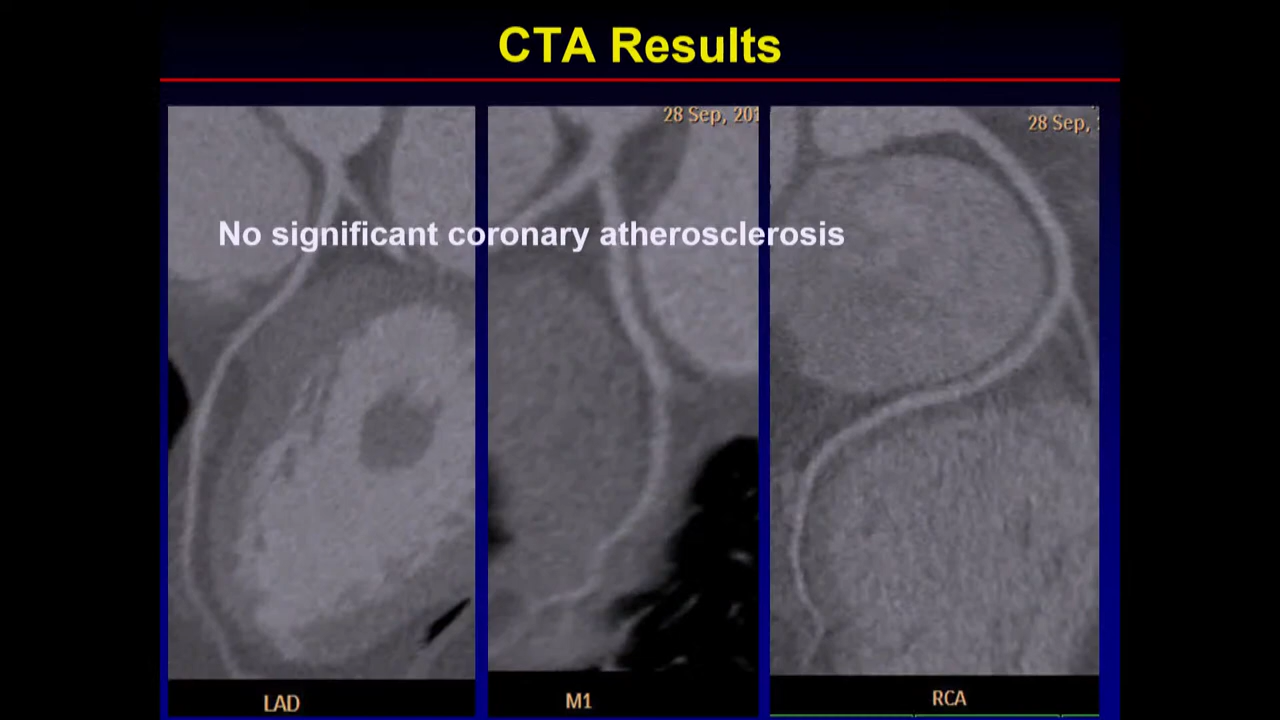 CTA Results
28 Sep, 201
28 Sep,
No significant coronary atherosclerosis
LAD
M1
RCA